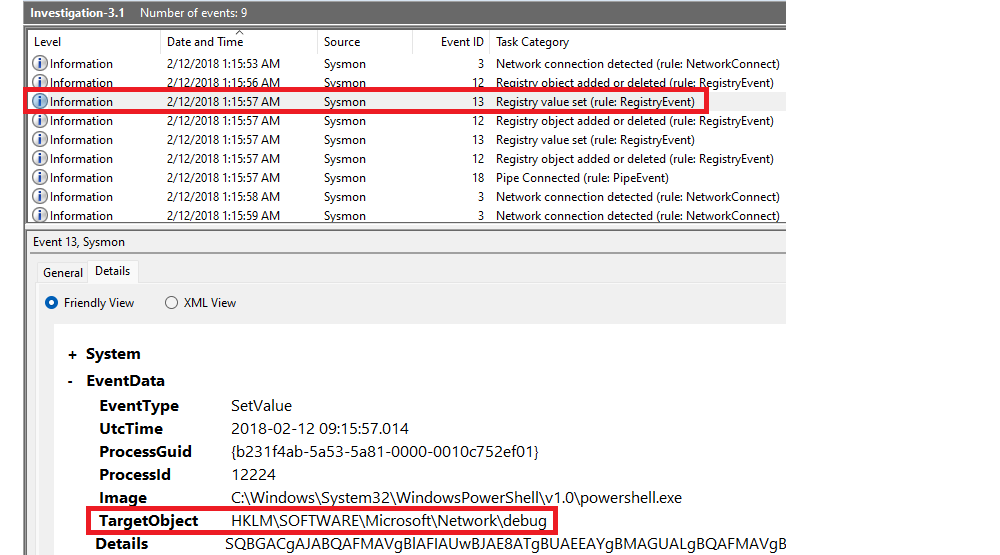 Investigation-3.1 Number of events: 9
Level Date and Time Source Event ID Task Category
Information 2/12/2018 1:15:53 AM Sysmon 3 Network connection detected (rule: NetworkConnect)
Information 2/12/2018 1:15:56 AM Sysmon 12 Registry object added or deleted (rule: RegistryEvent)
Information 2/12/2018 1:15:57 AM Sysmon 13 Registry value set (rule: RegistryEvent)
Information 2/12/2018 1:15:57 AM Sysmon 12 Registry object added or deleted (rule: RegistryEvent)
Information 2/12/2018 1:15:57 AM Sysmon 13 Registry value set (rule: RegistryEvent)
Information 2/12/2018 1:15:57 AM Sysmon 12 Registry object added or deleted (rule: RegistryEvent)
Information 2/12/2018 1:15:57 AM Sysmon 18 Pipe Connected (rule: PipeEvent)
Information 2/12/2018 1:15:58 AM Sysmon 3 Network connection detected (rule: NetworkConnect)
Information 2/12/2018 1:15:59 AM Sysmon 3 Network connection detected (rule: NetworkConnect)
Event 13, Sysmon
General Details
Friendly View XML View
+ System
- EventData
EventType SetValue
UtcTime 2018-02-12 09:15:57.014
ProcessGuid {b231f4ab-5a53-5a81-0000-0010c752ef01}
ProcessId 12224
Image C:\Windows\System32\WindowsPowerShell\v1.0\powershell.exe
TargetObject HKLM\SOFTWARE\Microsoft\Network\debug
Details SQBGACgAJABQAFMAVgBlAFIAUwBJAE8ATgBUAEEAYgBMAGUALgBQAFMAVgB